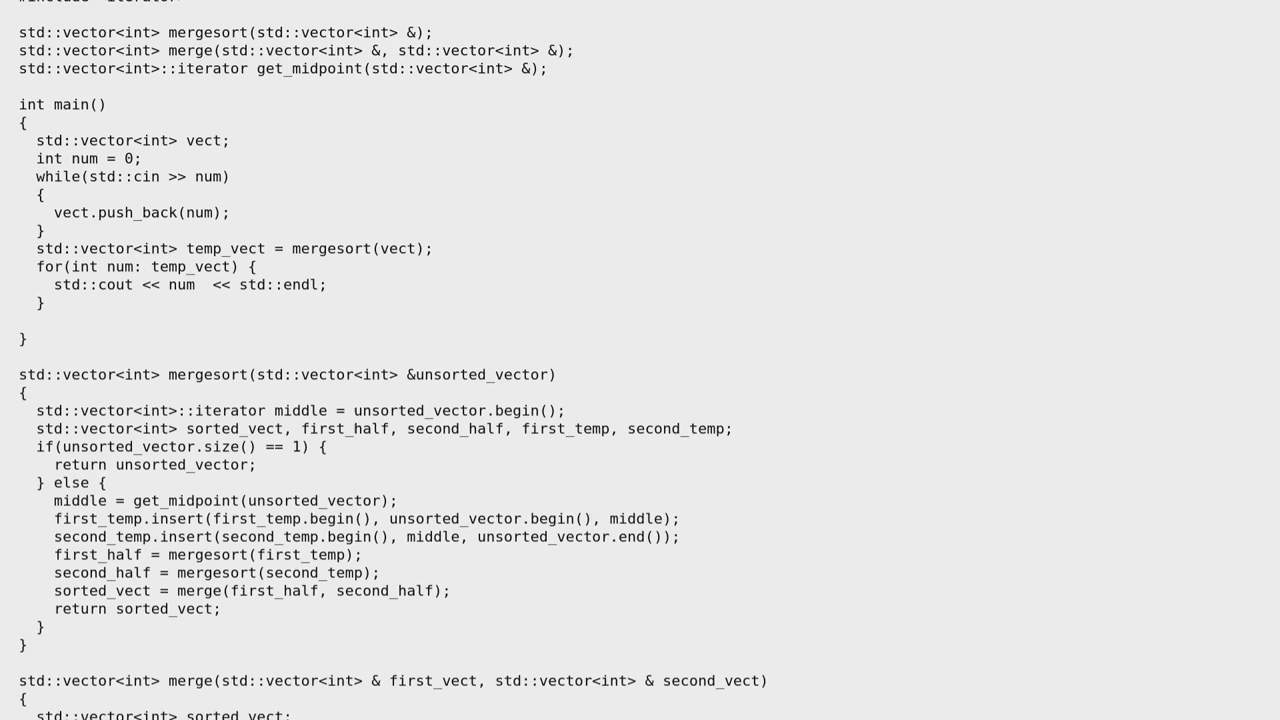 #include <iterator>
std::vector<int> mergesort(std::vector<int> &);
std::vector<int> merge(std::vector<int> &, std::vector<int> &);
std::vector<int>::iterator get_midpoint(std::vector<int> &);
int main()
{
  std::vector<int> vect;
  int num = 0;
  while(std::cin >> num)
  {
    vect.push_back(num);
  }
  std::vector<int> temp_vect = mergesort(vect);
  for(int num: temp_vect) {
    std::cout << num  << std::endl;
  }
}
std::vector<int> mergesort(std::vector<int> &unsorted_vector)
{
  std::vector<int>::iterator middle = unsorted_vector.begin();
  std::vector<int> sorted_vect, first_half, second_half, first_temp, second_temp;
  if(unsorted_vector.size() == 1) {
    return unsorted_vector;
  } else {
    middle = get_midpoint(unsorted_vector);
    first_temp.insert(first_temp.begin(), unsorted_vector.begin(), middle);
    second_temp.insert(second_temp.begin(), middle, unsorted_vector.end());
    first_half = mergesort(first_temp);
    second_half = mergesort(second_temp);
    sorted_vect = merge(first_half, second_half);
    return sorted_vect;
  }
}
std::vector<int> merge(std::vector<int> & first_vect, std::vector<int> & second_vect)
{
  std::vector<int> sorted_vect;